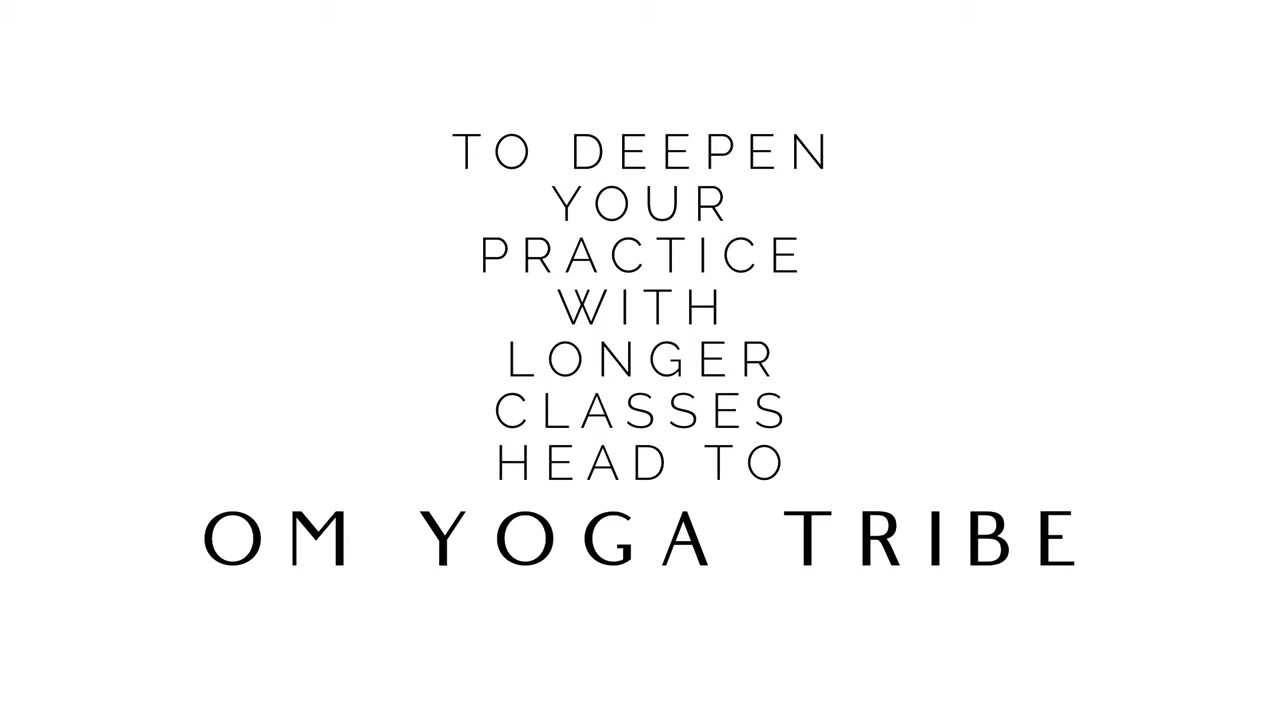 TO DEEPEN
YOUR
PRACTICE
WITH
LONGER
CLASSES
HEAD TO
OM YOGA TRIBE